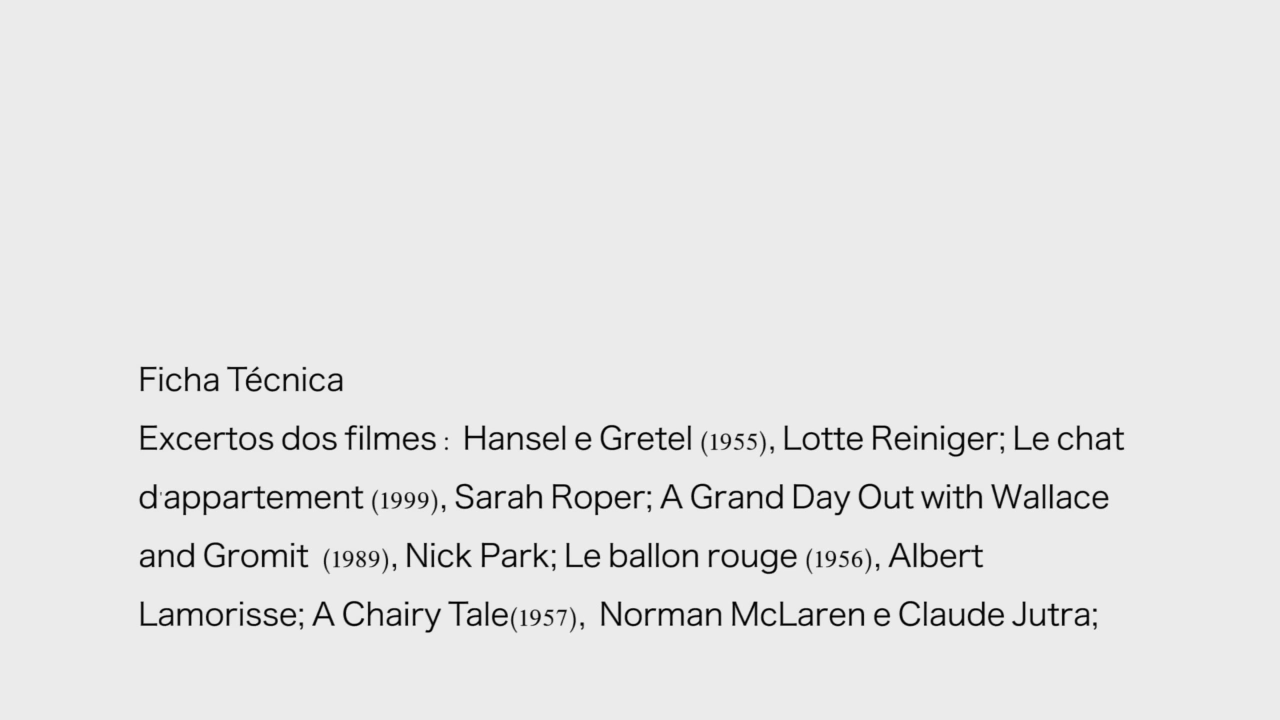 Ficha Técnica
Excertos dos filmes : Hansel e Gretel (1955), Lotte Reiniger; Le chat
d'appartement (1999), Sarah Roper; A Grand Day Out with Wallace
and Gromit (1989), Nick Park; Le ballon rouge (1956), Albert
Lamorisse; A Chairy Tale(1957), Norman McLaren e Claude Jutra;